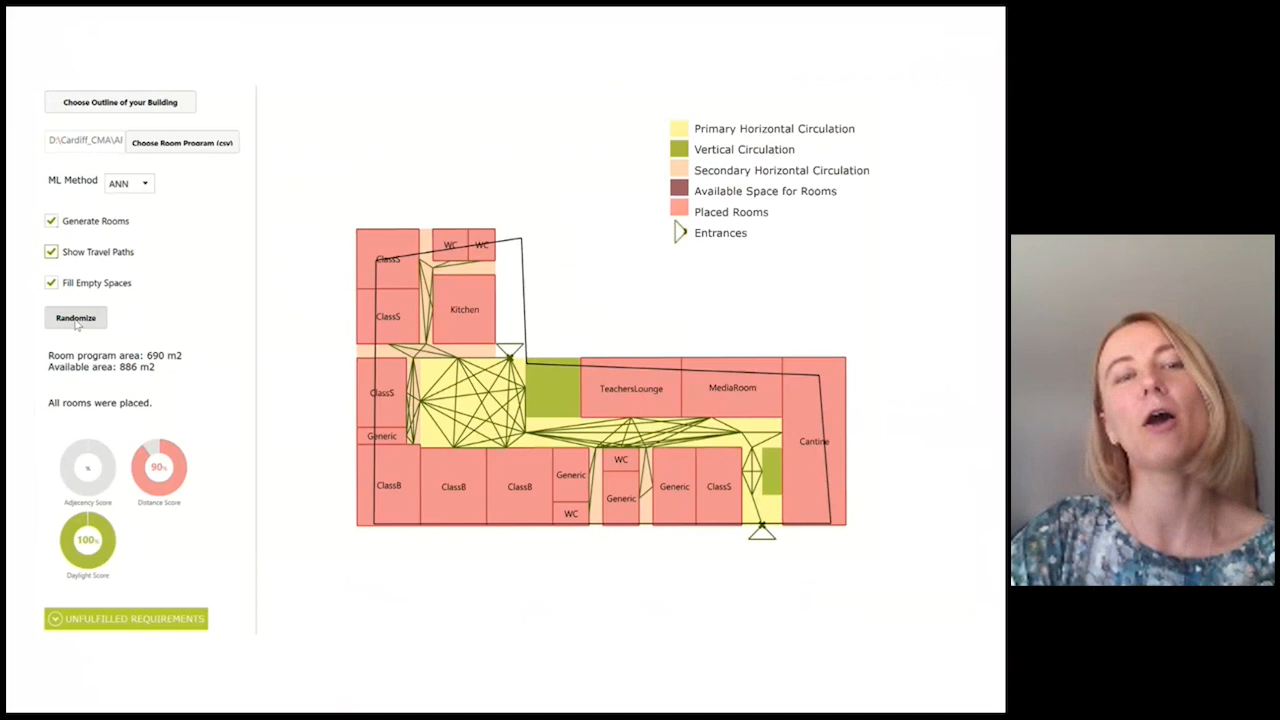 Choose Outline of your Building
D:\Cardiff_CMA\Al
Choose Room Program (csv)
ML Method
ANN
Generate Rooms
Show Travel Paths
Fill Empty Spaces
Randomize
Room program area: 690 m2
Available area: 886 m2
All rooms were placed.
%
90%
Adjecency Score
Distance Score
100%
Daylight Score
UNFULFILLED REQUIREMENTS
Primary Horizontal Circulation
Vertical Circulation
Secondary Horizontal Circulation
Available Space for Rooms
Placed Rooms
Entrances
ClassS
WC
WC
ClassS
Kitchen
ClassS
TeachersLounge
MediaRoom
Generic
Cantine
ClassB
ClassB
ClassB
Generic
WC
WC
Generic
Generic
ClassS